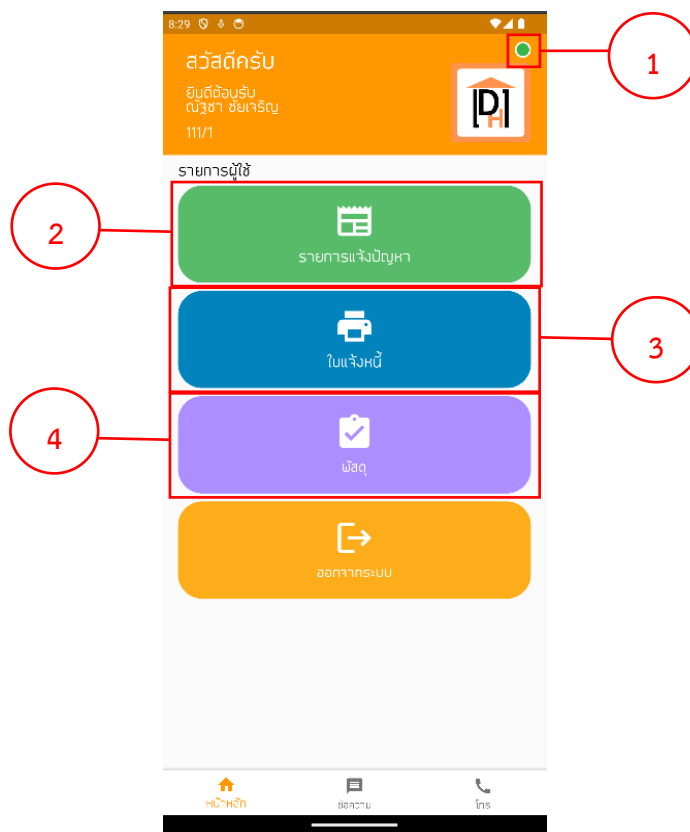 8:29
1
สวัสดีครับ
ยินดีต้อนรับ
ณัฐชา ชัยเจริญ
111/1
DH
รายการผู้ใช้
2
รายการแจ้งปัญหา
3
ใบแจ้งหนี้
4
พัสดุ
ออกจากระบบ
หน้าหลัก
ข้อความ
โทร